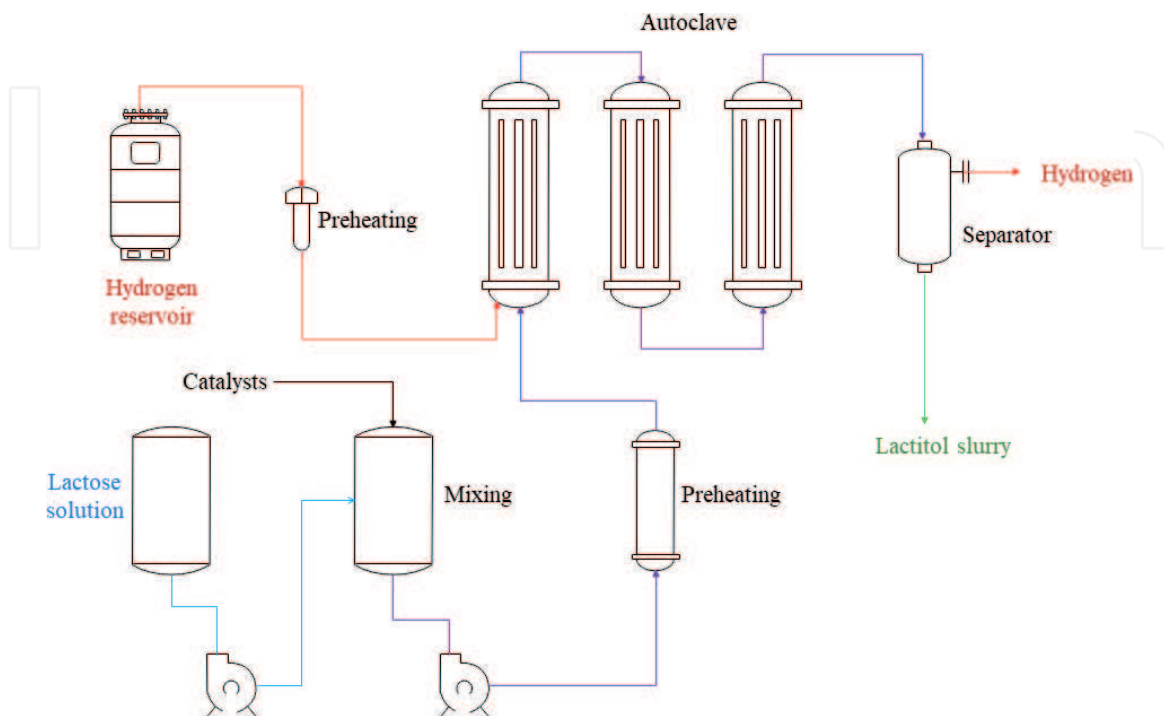 Autoclave
Preheating
Hydrogen
Separator
Hydrogen
reservoir
Catalysts
Lactitol slurry
Lactose
solution
Mixing
Preheating